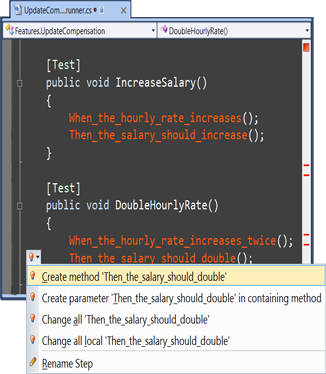 UpdateCom...runner.cs
Features.UpdateCompensation DoubleHourlyRate()
[Test]
public void IncreaseSalary()
{
When_the_hourly_rate_increases();
Then_the_salary_should_increase();
}
[Test]
public void DoubleHourlyRate()
{
When_the_hourly_rate_increases_twice();
Then_the_salary_should_double();
Create method 'Then_the_salary_should_double'
Create parameter 'Then_the_salary_should_double' in containing method
Change all 'Then_the_salary_should_double'
Change all local 'Then_the_salary_should_double'
Rename Step